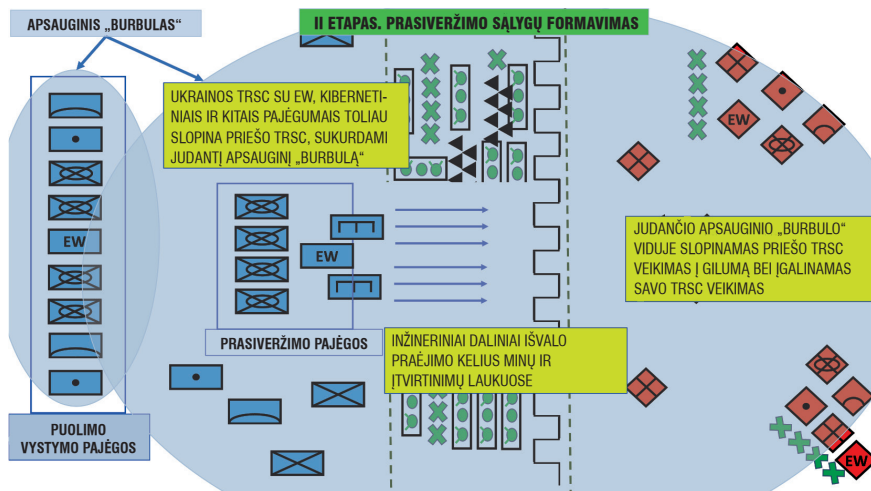 APSAUGINIS „BURBULAS“
II ETAPAS. PRASIVERŽIMO SĄLYGŲ FORMAVIMAS
UKRAINOS TRSC SU EW, KIBERNETI-
NIAIS IR KITAIS PAJĖGUMAIS TOLIAU
SLOPINA PRIEŠO TRSC, SUKURDAMI
JUDANTĮ APSAUGINĮ „BURBULĄ“
EW
EW
EW
JUDANČIO APSAUGINIO „BURBULO“
VIDUJE SLOPINAMAS PRIEŠO TRSC
VEIKIMAS Į GILUMĄ BEI ĮGALINAMAS
SAVO TRSC VEIKIMAS
PRASIVERŽIMO PAJĖGOS
INŽINERINIAI DALINIAI IŠVALO
PRAĖJIMO KELIUS MINŲ IR
ĮTVIRTINIMŲ LAUKUOSE
PUOLIMO
VYSTYMO PAJĖGOS
EW